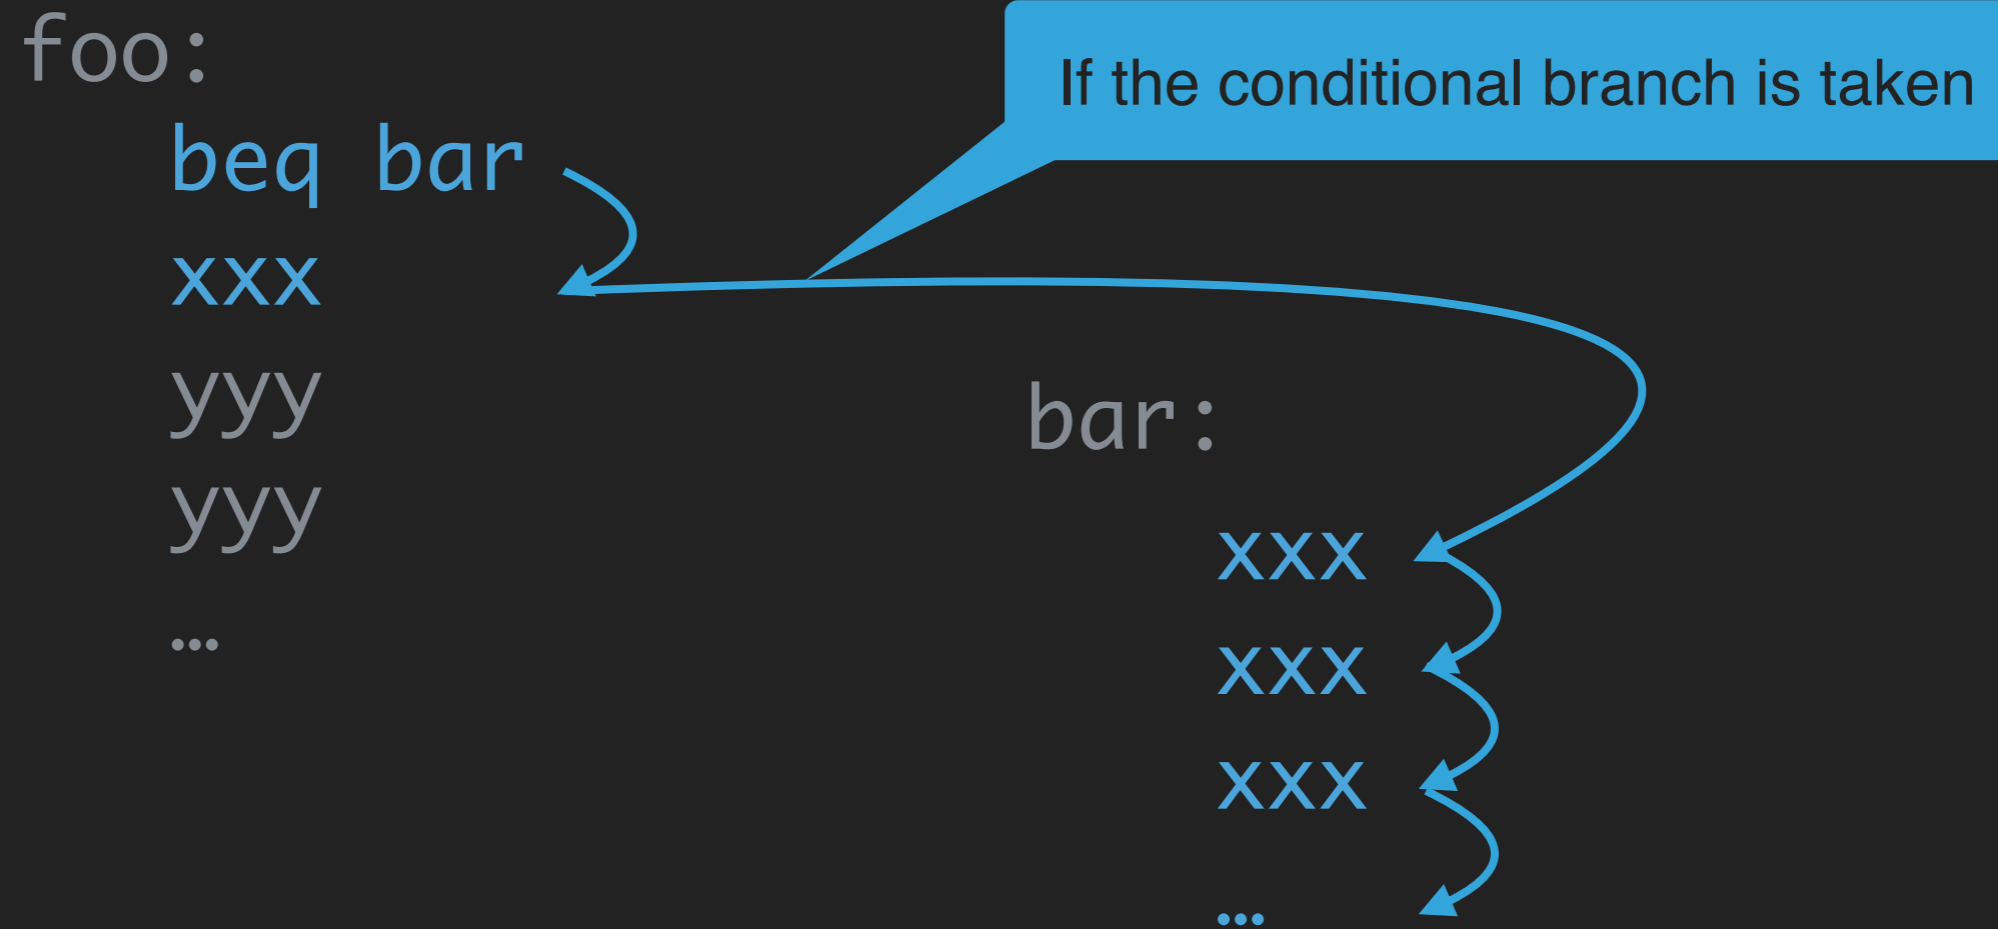 foo:
If the conditional branch is taken
beq bar
xxx
yyy
yyy
…
bar:
xxx
xxx
xxx
…